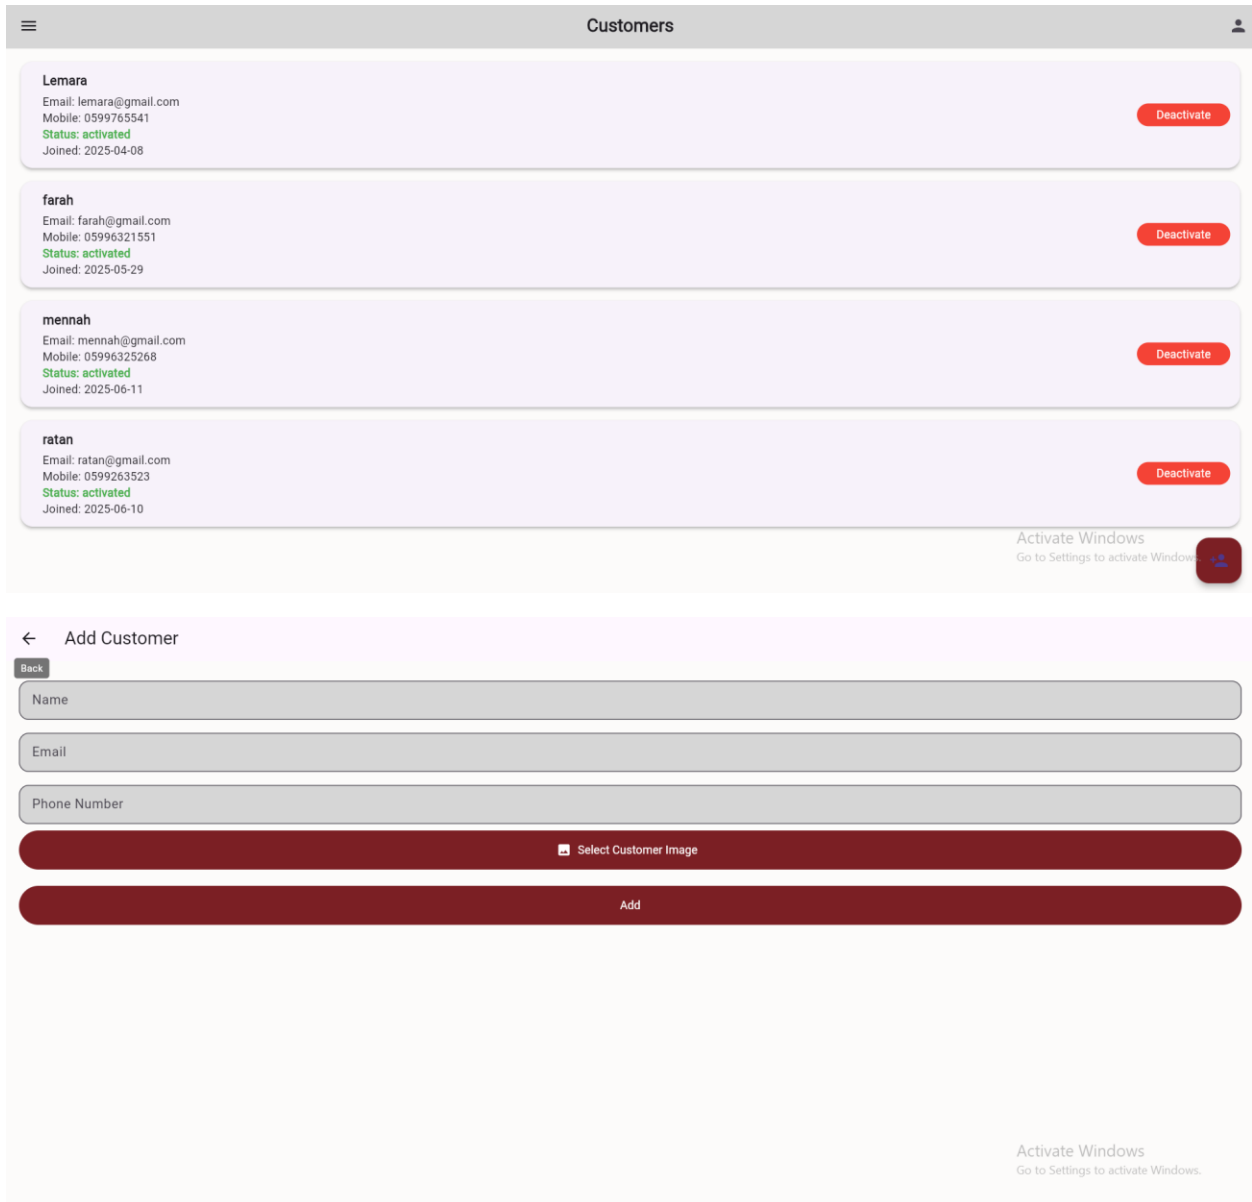 Customers
Lemara
Email: lemara@gmail.com
Mobile: 0599765541
Status: activated
Joined: 2025-04-08
Deactivate
farah
Email: farah@gmail.com
Mobile: 05996321551
Status: activated
Joined: 2025-05-29
Deactivate
mennah
Email: mennah@gmail.com
Mobile: 05996325268
Status: activated
Joined: 2025-06-11
Deactivate
ratan
Email: ratan@gmail.com
Mobile: 0599263523
Status: activated
Joined: 2025-06-10
Deactivate
Activate Windows
Go to Settings to activate Windows.
Add Customer
Back
Name
Email
Phone Number
Select Customer Image
Add
Activate Windows
Go to Settings to activate Windows.